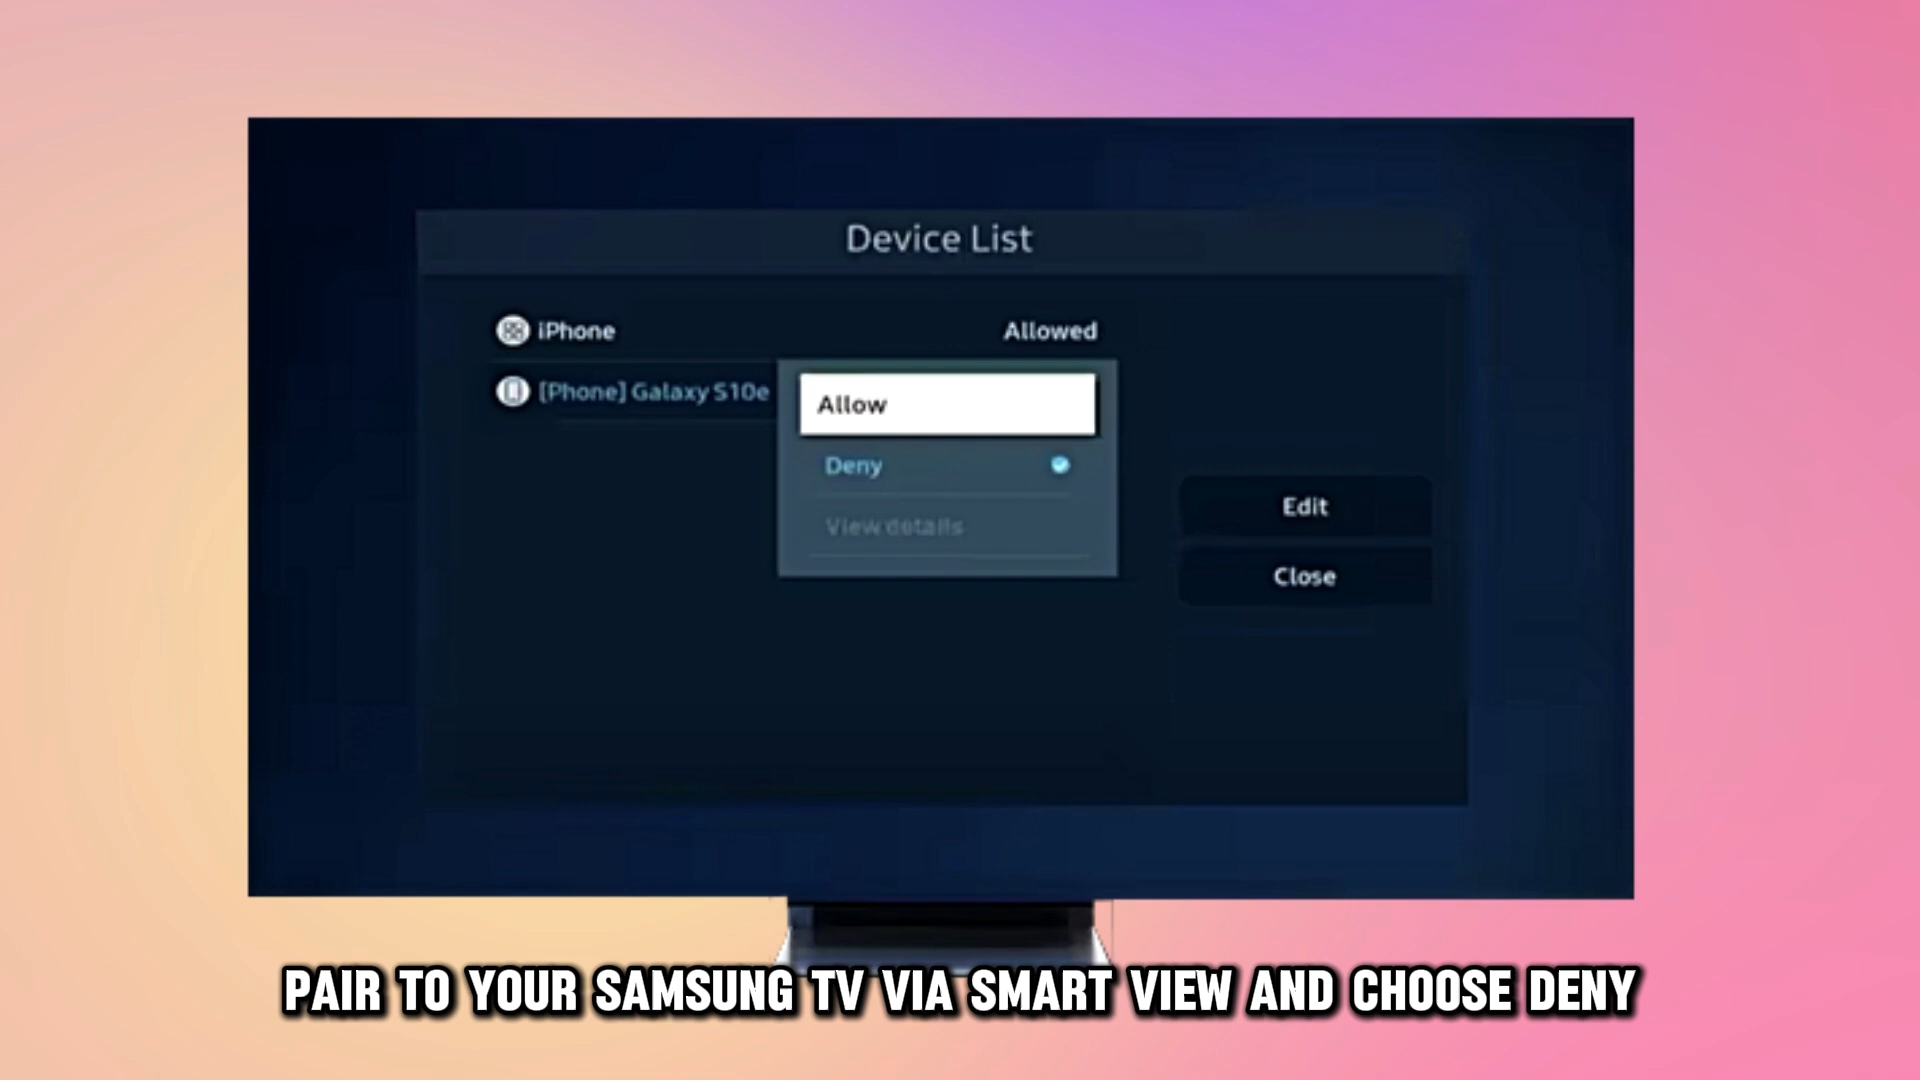 Device List
iPhone Allowed
[Phone] Galaxy S10e
Allow
Deny
View details
Edit
Close
PAIR TO YOUR SAMSUNG TV VIA SMART VIEW AND CHOOSE DENY